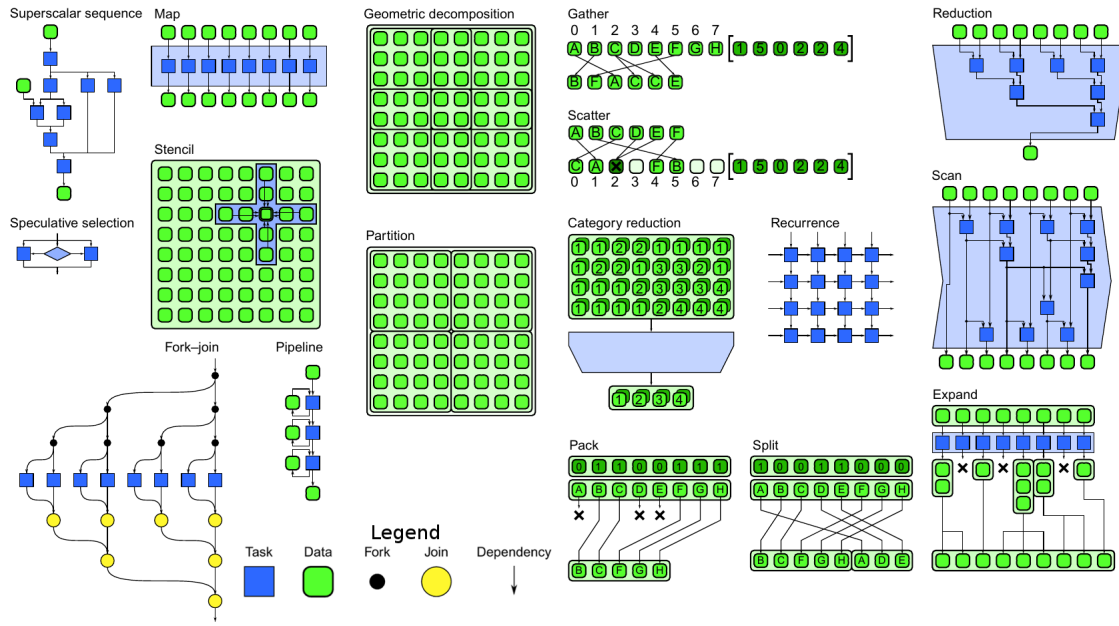 Superscalar sequence
Map
Geometric decomposition
Gather
0 1 2 3 4 5 6 7
A B C D E F G H [1 5 0 2 2 4]
B F A C C E
Reduction
Scatter
A B C D E F
C A × F B [1 5 0 2 2 4]
0 1 2 3 4 5 6 7
Stencil
Speculative selection
Partition
Category reduction
1 1 2 2 1 1 1 1
1 2 2 1 3 3 2 1
1 1 2 1 3 3 3 4
1 1 1 1 2 4 4 4
1 2 3 4
Recurrence
Scan
Fork–join
Pipeline
Pack
0 1 1 0 0 1 1 1
A B C D E F G H
× × ×
B C F G H
Split
1 0 0 1 1 0 0 0
A B C D E F G H
B C F G H A D E
Expand
× × ×
Legend
Task
Data
Fork
Join
Dependency